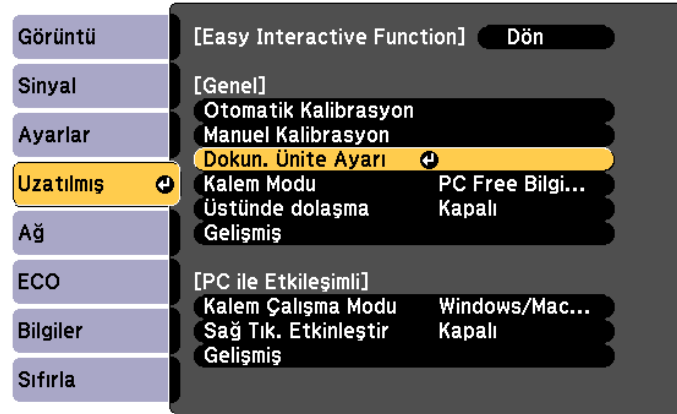 Görüntü
Sinyal
Ayarlar
Uzatılmış
Ağ
ECO
Bilgiler
Sıfırla
[Easy Interactive Function] Dön
[Genel]
Otomatik Kalibrasyon
Manuel Kalibrasyon
Dokun. Ünite Ayarı
Kalem Modu PC Free Bilgi...
Üstünde dolaşma Kapalı
Gelişmiş
[PC ile Etkileşimli]
Kalem Çalışma Modu Windows/Mac...
Sağ Tık. Etkinleştir Kapalı
Gelişmiş